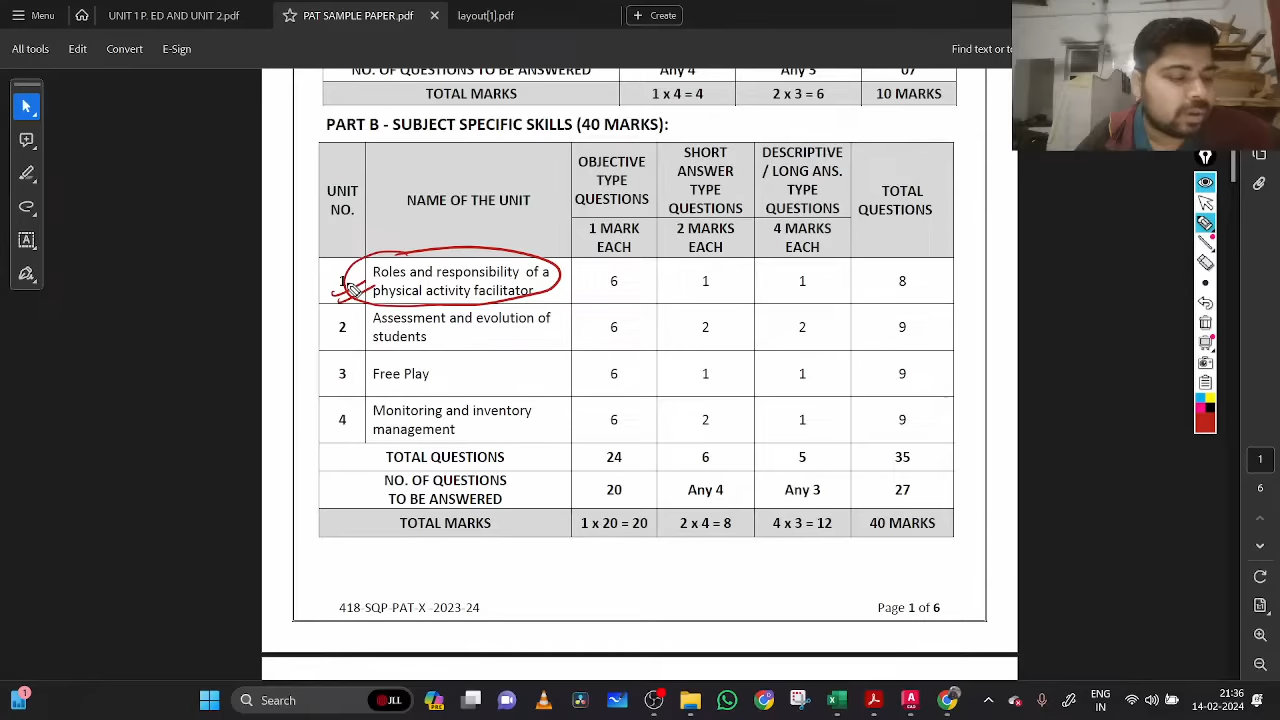 Menu
UNIT 1 P. ED AND UNIT 2.pdf
PAT SAMPLE PAPER.pdf
layout[1].pdf
Create
All tools
Edit
Convert
E-Sign
Find text or to
NO. OF QUESTIONS TO BE ANSWERED Any 4 Any 3 07
TOTAL MARKS 1 x 4 = 4 2 x 3 = 6 10 MARKS
PART B - SUBJECT SPECIFIC SKILLS (40 MARKS):
UNIT
NO.
NAME OF THE UNIT
OBJECTIVE
TYPE
QUESTIONS
SHORT
ANSWER
TYPE
QUESTIONS
DESCRIPTIVE
/ LONG ANS.
TYPE
QUESTIONS
TOTAL
QUESTIONS
1 MARK
EACH
2 MARKS
EACH
4 MARKS
EACH
1 Roles and responsibility of a
physical activity facilitator
6 1 1 8
2 Assessment and evolution of
students
6 2 2 9
3 Free Play 6 1 1 9
4 Monitoring and inventory
management
6 2 1 9
TOTAL QUESTIONS 24 6 5 35
NO. OF QUESTIONS
TO BE ANSWERED
20 Any 4 Any 3 27
TOTAL MARKS 1 x 20 = 20 2 x 4 = 8 4 x 3 = 12 40 MARKS
418-SQP-PAT-X -2023-24
Page 1 of 6
1
6
1
Search
JLL
ENG
IN
21:36
14-02-2024